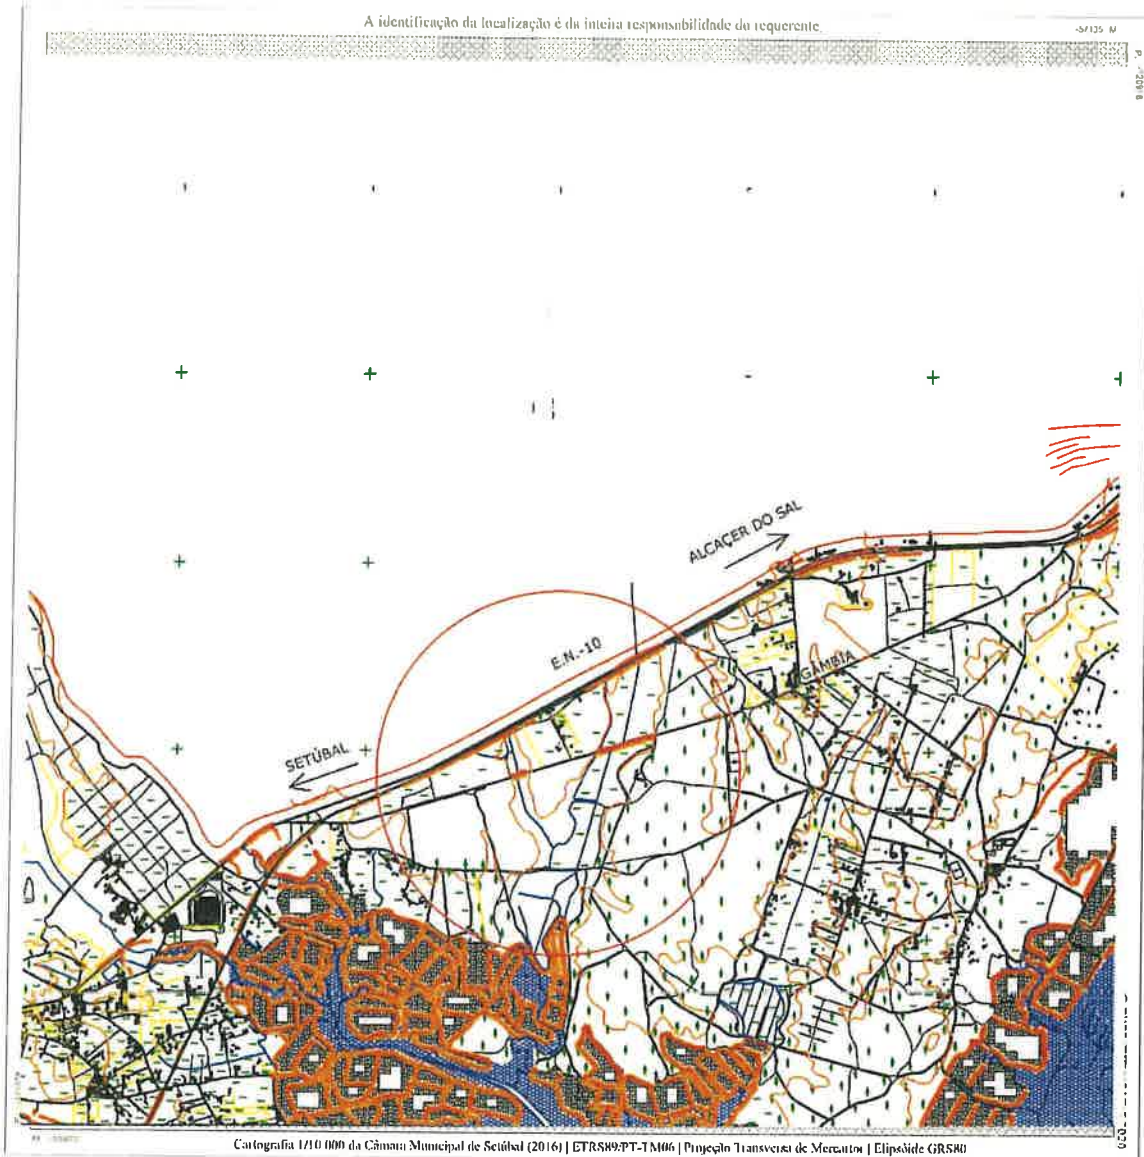 A identificação da localização é da inteira responsabilidade do requerente
-57135 M
ALCAÇER DO SAL
E.N.-10
GÂMBIA
SETÚBAL
Cartografia 1/10 000 da Câmara Municipal de Setúbal (2016) | ETRS89/PT-TM06 | Projeção Transversa de Mercator | Elipsóide GRS80